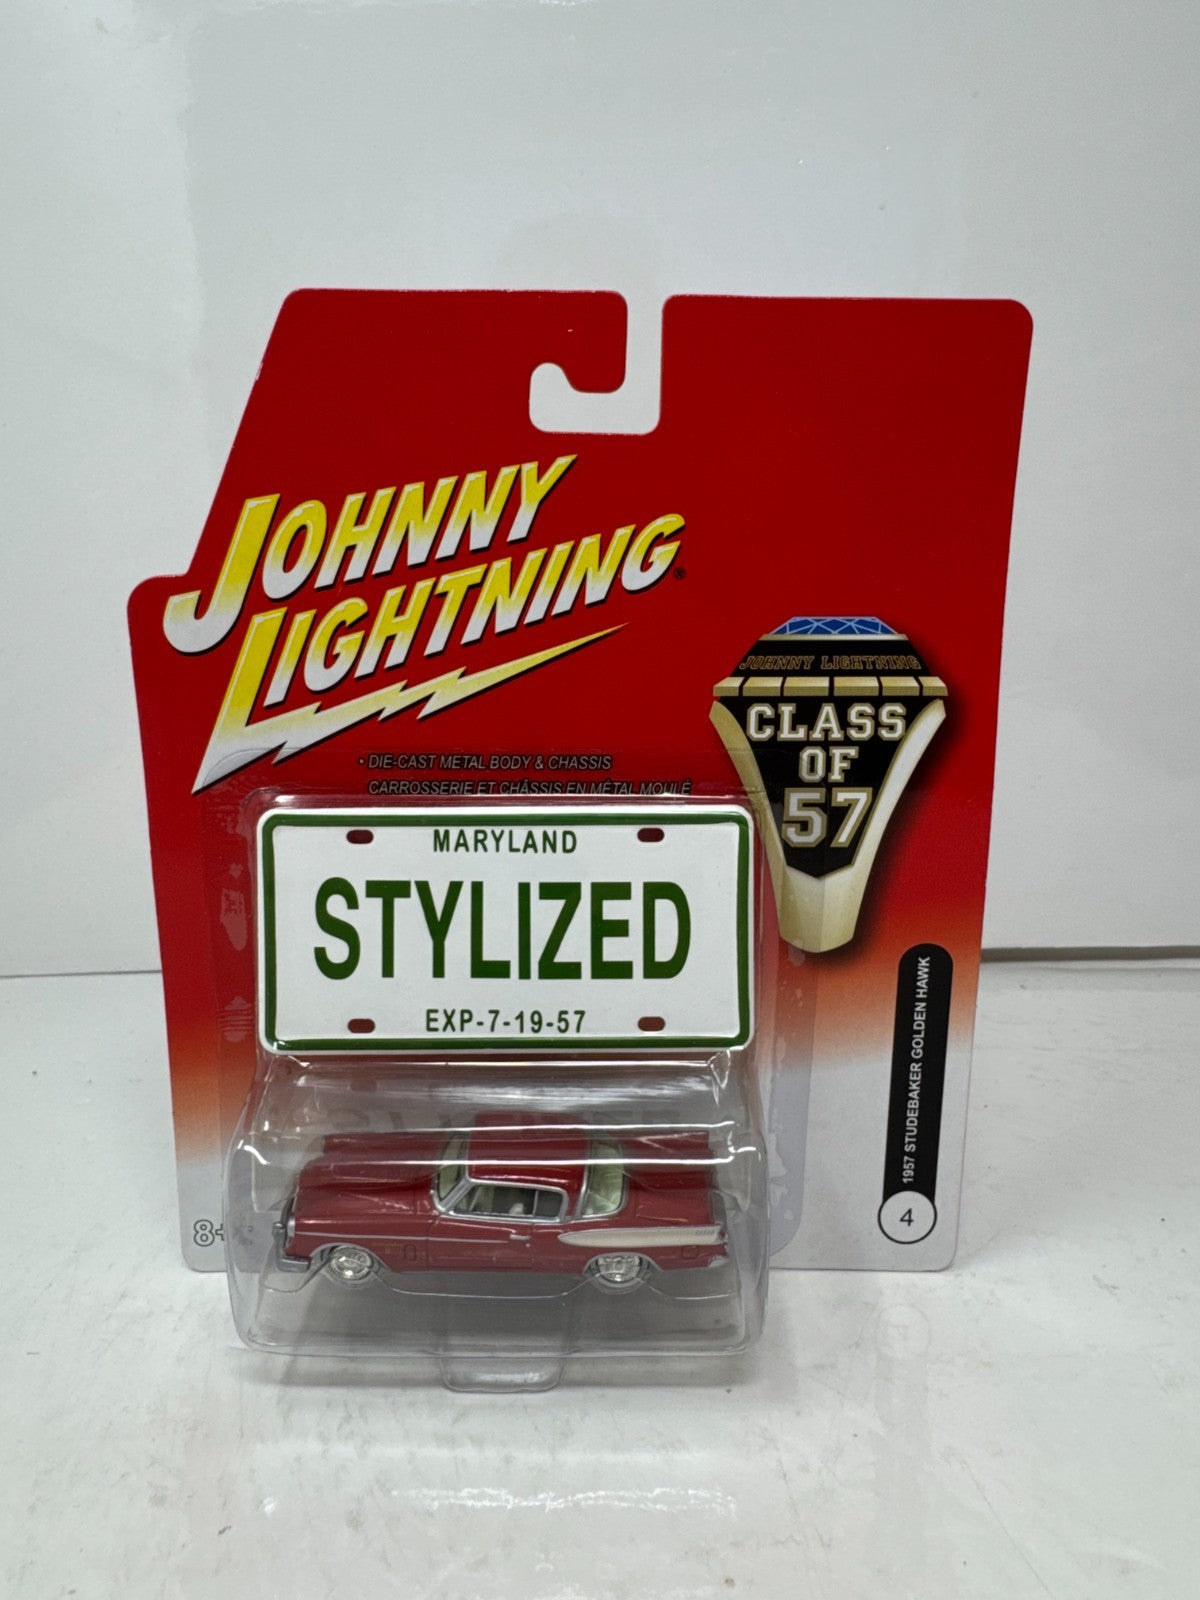 JOHNNY
LIGHTNING®
JOHNNY LIGHTNING
CLASS
OF
57
• DIE-CAST METAL BODY & CHASSIS
CARROSSERIE ET CHÂSSIS EN MÉTAL MOULÉ
MARYLAND
STYLIZED
EXP-7-19-57
1957 STUDEBAKER GOLDEN HAWK
4
8+